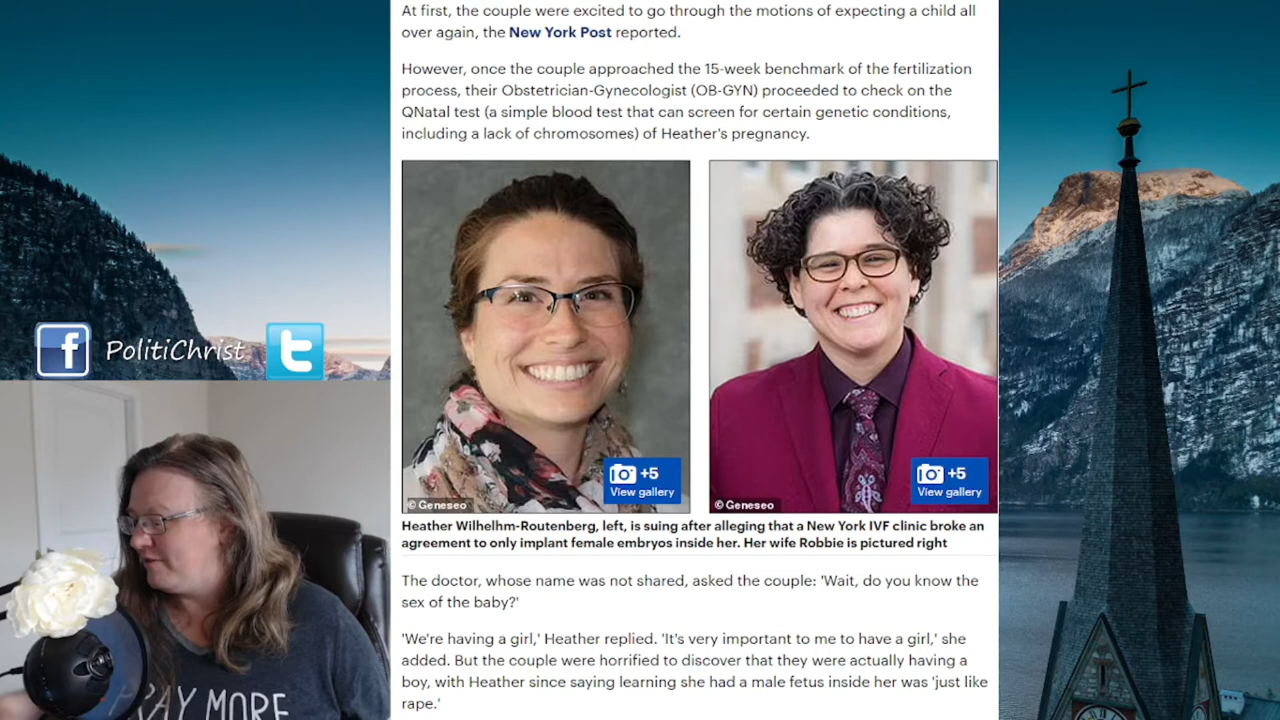 At first, the couple were excited to go through the motions of expecting a child all
over again, the New York Post reported.
However, once the couple approached the 15-week benchmark of the fertilization
process, their Obstetrician-Gynecologist (OB-GYN) proceeded to check on the
QNatal test (a simple blood test that can screen for certain genetic conditions,
including a lack of chromosomes) of Heather's pregnancy.
+5
View gallery
© Geneseo
+5
View gallery
© Geneseo
Heather Wilhelhm-Routenberg, left, is suing after alleging that a New York IVF clinic broke an
agreement to only implant female embryos inside her. Her wife Robbie is pictured right
The doctor, whose name was not shared, asked the couple: 'Wait, do you know the
sex of the baby?'
'We're having a girl,' Heather replied. 'It's very important to me to have a girl,' she
added. But the couple were horrified to discover that they were actually having a
boy, with Heather since saying learning she had a male fetus inside her was 'just like
rape.'
f PolitiChrist t
PRAY MORE